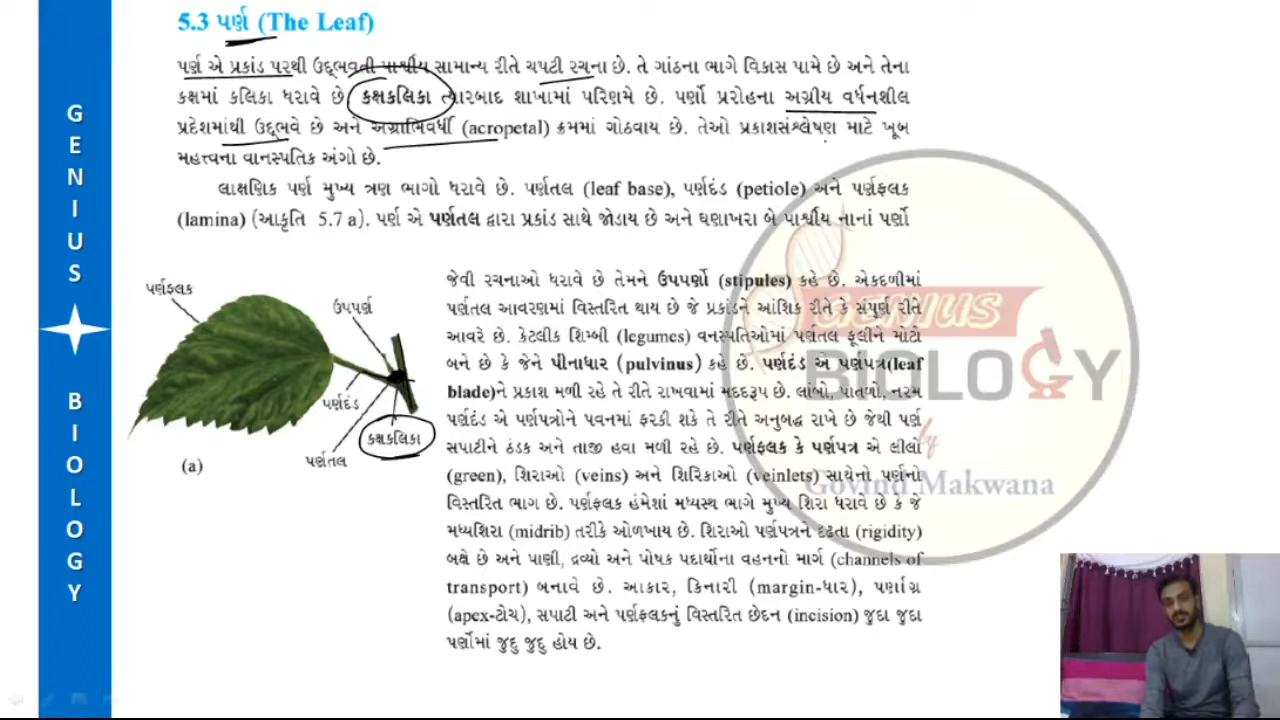 5.3 પર્ણ (The Leaf)
પર્ણ એ પ્રકાંડ પરથી ઉદ્દભવતી પાર્શ્વીય સામાન્ય રીતે ચપટી રચના છે. તે ગાંઠના ભાગે વિકાસ પામે છે અને તેના
કક્ષમાં કલિકા ધરાવે છે કક્ષકલિકા ત્યારબાદ શાખામાં પરિણમે છે. પર્ણો પ્રરોહના અગ્રીય વર્ધનશીલ
પ્રદેશમાંથી ઉદ્દભવે છે અને અગ્રાભિવર્ધી (acropetal) ક્રમમાં ગોઠવાય છે. તેઓ પ્રકાશસંશ્લેષણ માટે ખૂબ
મહત્ત્વના વાનસ્પતિક અંગો છે.
લાક્ષણિક પર્ણ મુખ્ય ત્રણ ભાગો ધરાવે છે. પર્ણતલ (leaf base), પર્ણદંડ (petiole) અને પર્ણફલક
(lamina) (આકૃતિ 5.7 a). પર્ણ એ પર્ણતલ દ્વારા પ્રકાંડ સાથે જોડાય છે અને ઘણાખરા બે પાર્શ્વીય નાનાં પર્ણો
જેવી રચનાઓ ધરાવે છે તેમને ઉપપર્ણો (stipules) કહે છે. એકદળીમાં
પર્ણતલ આવરણમાં વિસ્તરિત થાય છે જે પ્રકાંડને આંશિક રીતે કે સંપૂર્ણ રીતે
આવરે છે. કેટલીક શિમ્બી (legumes) વનસ્પતિઓમાં પર્ણતલ ફૂલીને મોટો
બને છે કે જેને પીનાધાર (pulvinus) કહે છે. પર્ણદંડ એ પર્ણપત્ર(leaf
blade)ને પ્રકાશ મળી રહે તે રીતે રાખવામાં મદદરૂપ છે. લાંબો, પાતળો, નરમ
પર્ણદંડ એ પર્ણપત્રોને પવનમાં ફરકી શકે તે રીતે અનુબદ્ધ રાખે છે જેથી પર્ણ
સપાટીને ઠંડક અને તાજી હવા મળી રહે છે. પર્ણફલક કે પર્ણપત્ર એ લીલો
(green), શિરાઓ (veins) અને શિરિકાઓ (veinlets) સાથેનો પર્ણનો
વિસ્તરિત ભાગ છે. પર્ણફલક હંમેશાં મધ્યસ્થ ભાગે મુખ્ય શિરા ધરાવે છે કે જે
મધ્યશિરા (midrib) તરીકે ઓળખાય છે. શિરાઓ પર્ણપત્રને દૃઢતા (rigidity)
બક્ષે છે અને પાણી, દ્રવ્યો અને પોષક પદાર્થોના વહનનો માર્ગ (channels of
transport) બનાવે છે. આકાર, કિનારી (margin-ધાર), પર્ણાગ્ર
(apex-ટોચ), સપાટી અને પર્ણફલકનું વિસ્તરિત છેદન (incision) જુદા જુદા
પર્ણોમાં જુદુ જુદુ હોય છે.
પર્ણફલક
ઉપપર્ણ
પર્ણદંડ
કક્ષકલિકા
પર્ણતલ
(a)
GENIUS
BIOLOGY
GENIUS
BIOLOGY
by
Govind Makwana